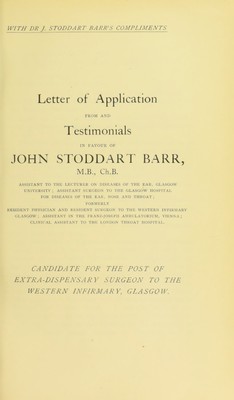 WITH DR J. STODDART BARR'S COMPLIMENTS
Letter of Application
FROM AND
Testimonials
IN FAVOUR OF
JOHN STODDART BARR,
M.B., Ch.B.
ASSISTANT TO THE LECTURER ON DISEASES OF THE EAR, GLASGOW
UNIVERSITY; ASSISTANT SURGEON TO THE GLASGOW HOSPITAL
FOR DISEASES OF THE EAR, NOSE AND THROAT;
FORMERLY
RESIDENT PHYSICIAN AND RESIDENT SURGEON TO THE WESTERN INFIRMARY
GLASGOW; ASSISTANT IN THE FRANZ-JOSEPH AMBULATORIUM, VIENNA;
CLINICAL ASSISTANT TO THE LONDON THROAT HOSPITAL.
CANDIDATE FOR THE POST OF
EXTRA-DISPENSARY SURGEON TO THE
WESTERN INFIRMARY, GLASGOW.